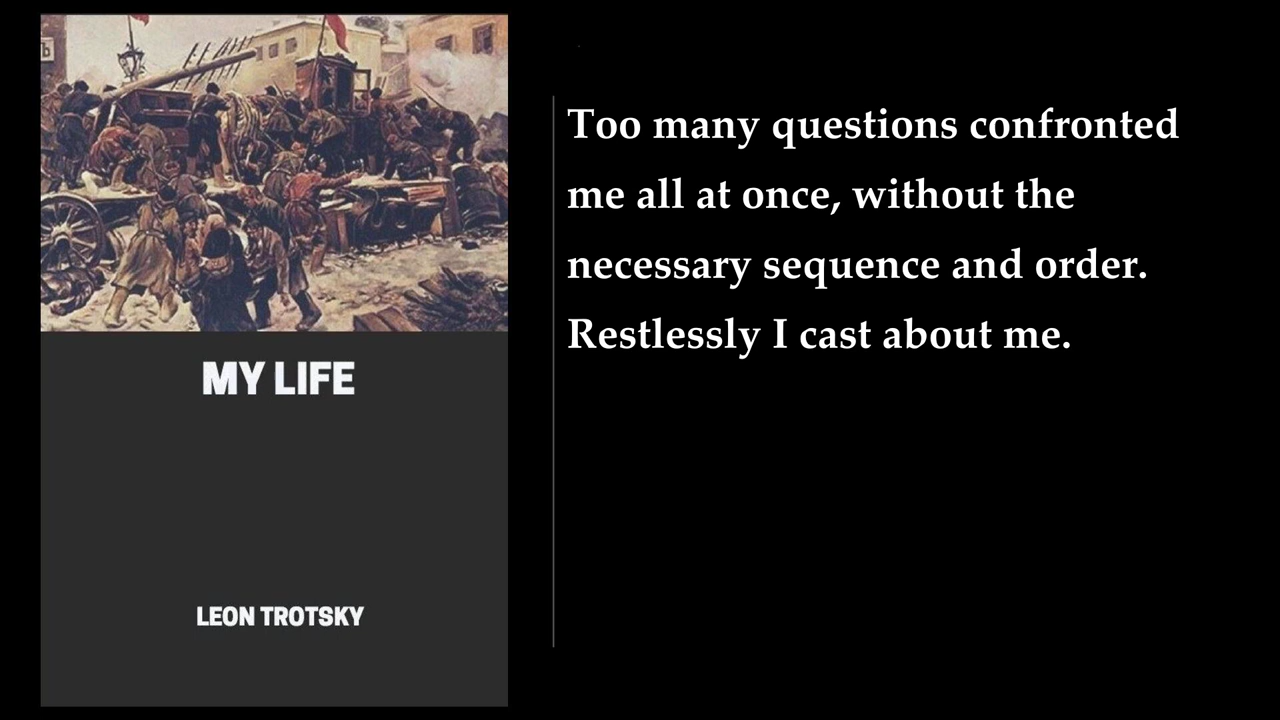 MY LIFE
LEON TROTSKY
Too many questions confronted
me all at once, without the
necessary sequence and order.
Restlessly I cast about me.